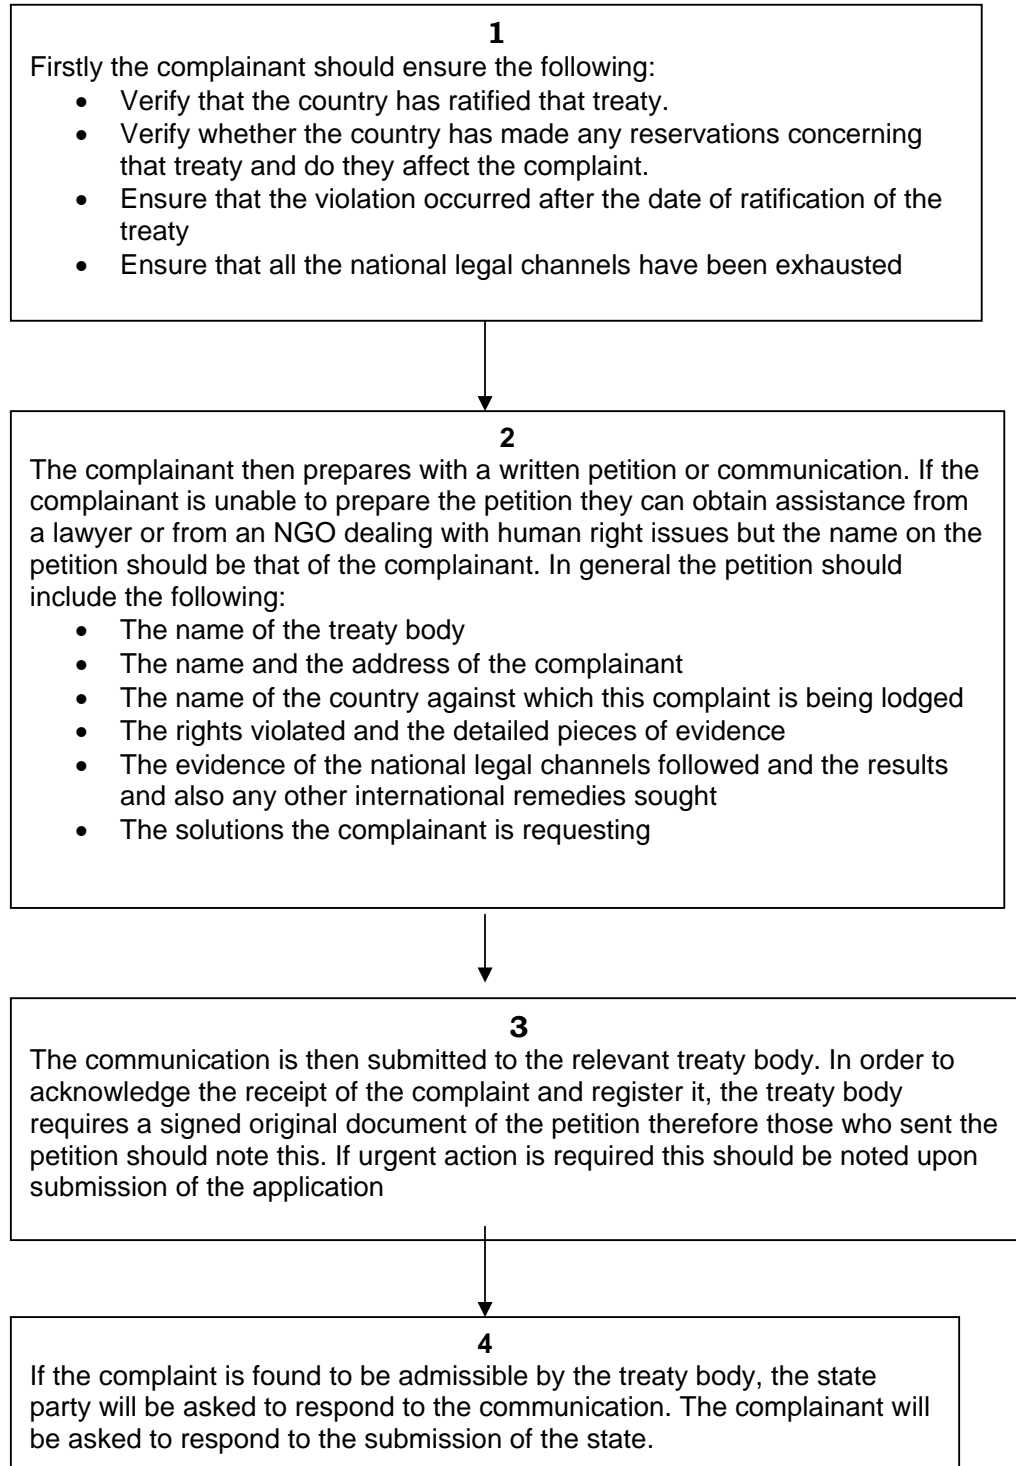 1
Firstly the complainant should ensure the following:
• Verify that the country has ratified that treaty.
• Verify whether the country has made any reservations concerning
that treaty and do they affect the complaint.
• Ensure that the violation occurred after the date of ratification of the
treaty
• Ensure that all the national legal channels have been exhausted
2
The complainant then prepares with a written petition or communication. If the
complainant is unable to prepare the petition they can obtain assistance from
a lawyer or from an NGO dealing with human right issues but the name on the
petition should be that of the complainant. In general the petition should
include the following:
• The name of the treaty body
• The name and the address of the complainant
• The name of the country against which this complaint is being lodged
• The rights violated and the detailed pieces of evidence
• The evidence of the national legal channels followed and the results
and also any other international remedies sought
• The solutions the complainant is requesting
3
The communication is then submitted to the relevant treaty body. In order to
acknowledge the receipt of the complaint and register it, the treaty body
requires a signed original document of the petition therefore those who sent the
petition should note this. If urgent action is required this should be noted upon
submission of the application
4
If the complaint is found to be admissible by the treaty body, the state
party will be asked to respond to the communication. The complainant will
be asked to respond to the submission of the state.